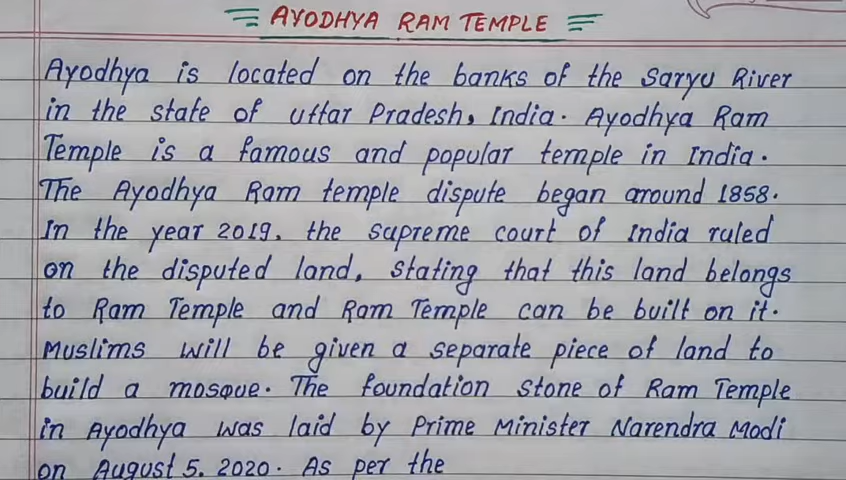 AYODHYA RAM TEMPLE
Ayodhya is located on the banks of the Saryu River
in the state of Uttar Pradesh, India. Ayodhya Ram
Temple is a famous and popular temple in India.
The Ayodhya Ram temple dispute began around 1858.
In the year 2019, the supreme court of India ruled
on the disputed land, stating that this land belongs
to Ram Temple and Ram Temple can be built on it.
Muslims will be given a separate piece of land to
build a mosque. The foundation stone of Ram Temple
in Ayodhya was laid by Prime Minister Narendra Modi
on August 5, 2020. As per the